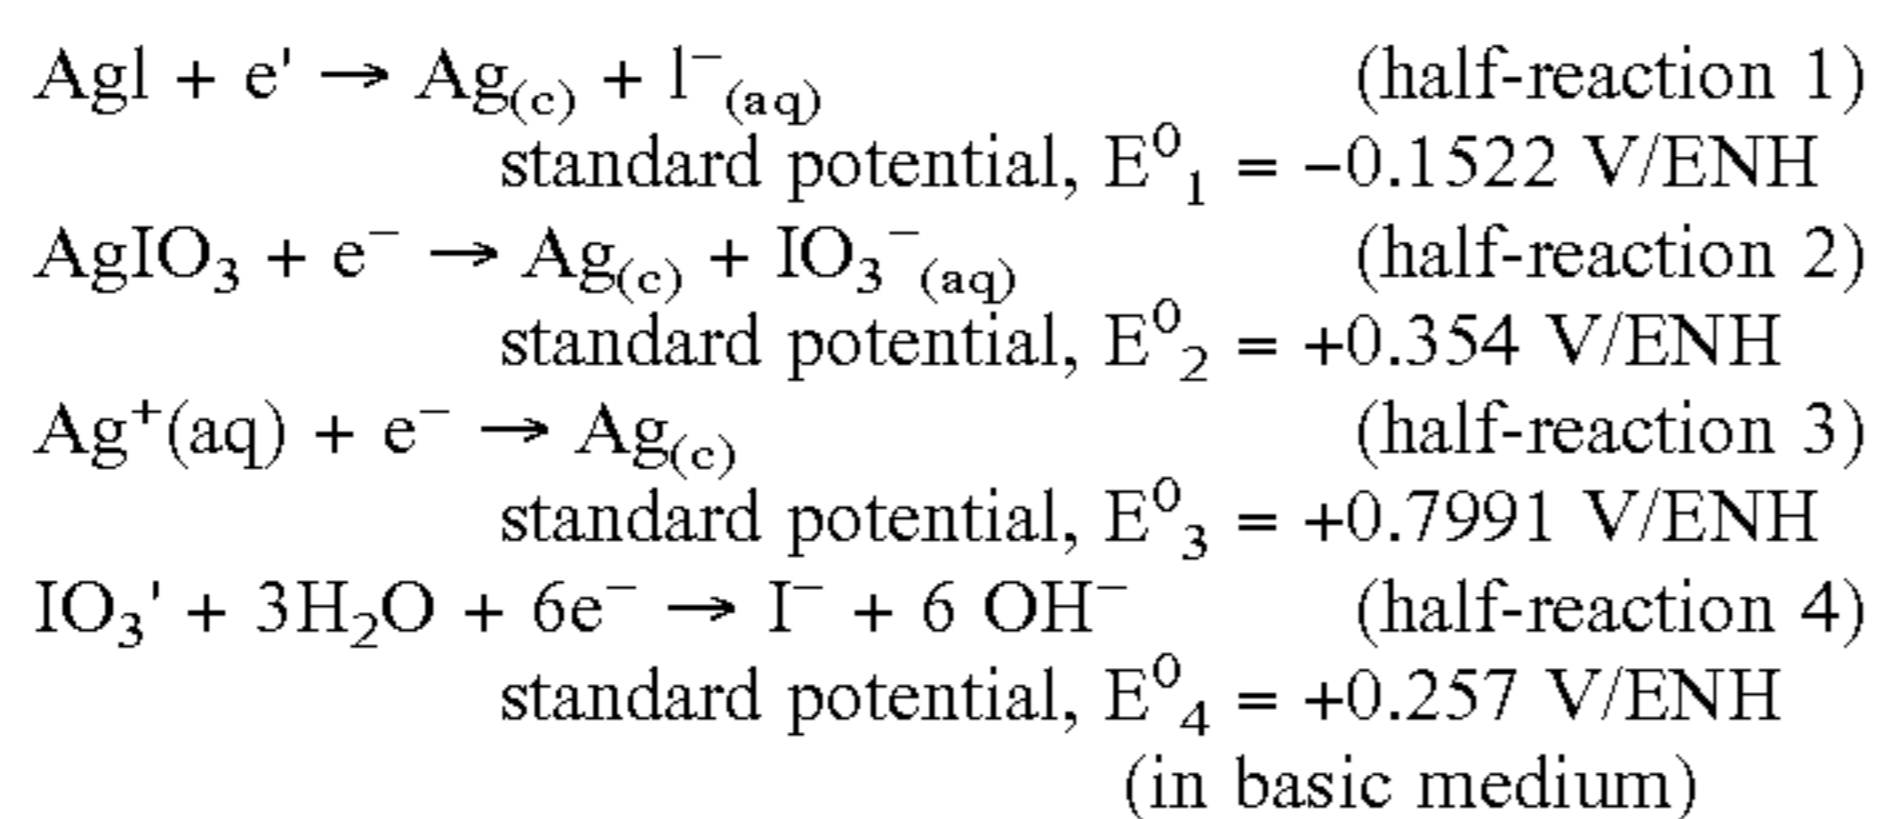 Agl + e' → Ag(c) + l⁻(aq) (half-reaction 1)
standard potential, E⁰₁ = −0.1522 V/ENH
AgIO₃ + e⁻ → Ag(c) + IO₃⁻(aq) (half-reaction 2)
standard potential, E⁰₂ = +0.354 V/ENH
Ag⁺(aq) + e⁻ → Ag(c) (half-reaction 3)
standard potential, E⁰₃ = +0.7991 V/ENH
IO₃' + 3H₂O + 6e⁻ → I⁻ + 6 OH⁻ (half-reaction 4)
standard potential, E⁰₄ = +0.257 V/ENH
(in basic medium)